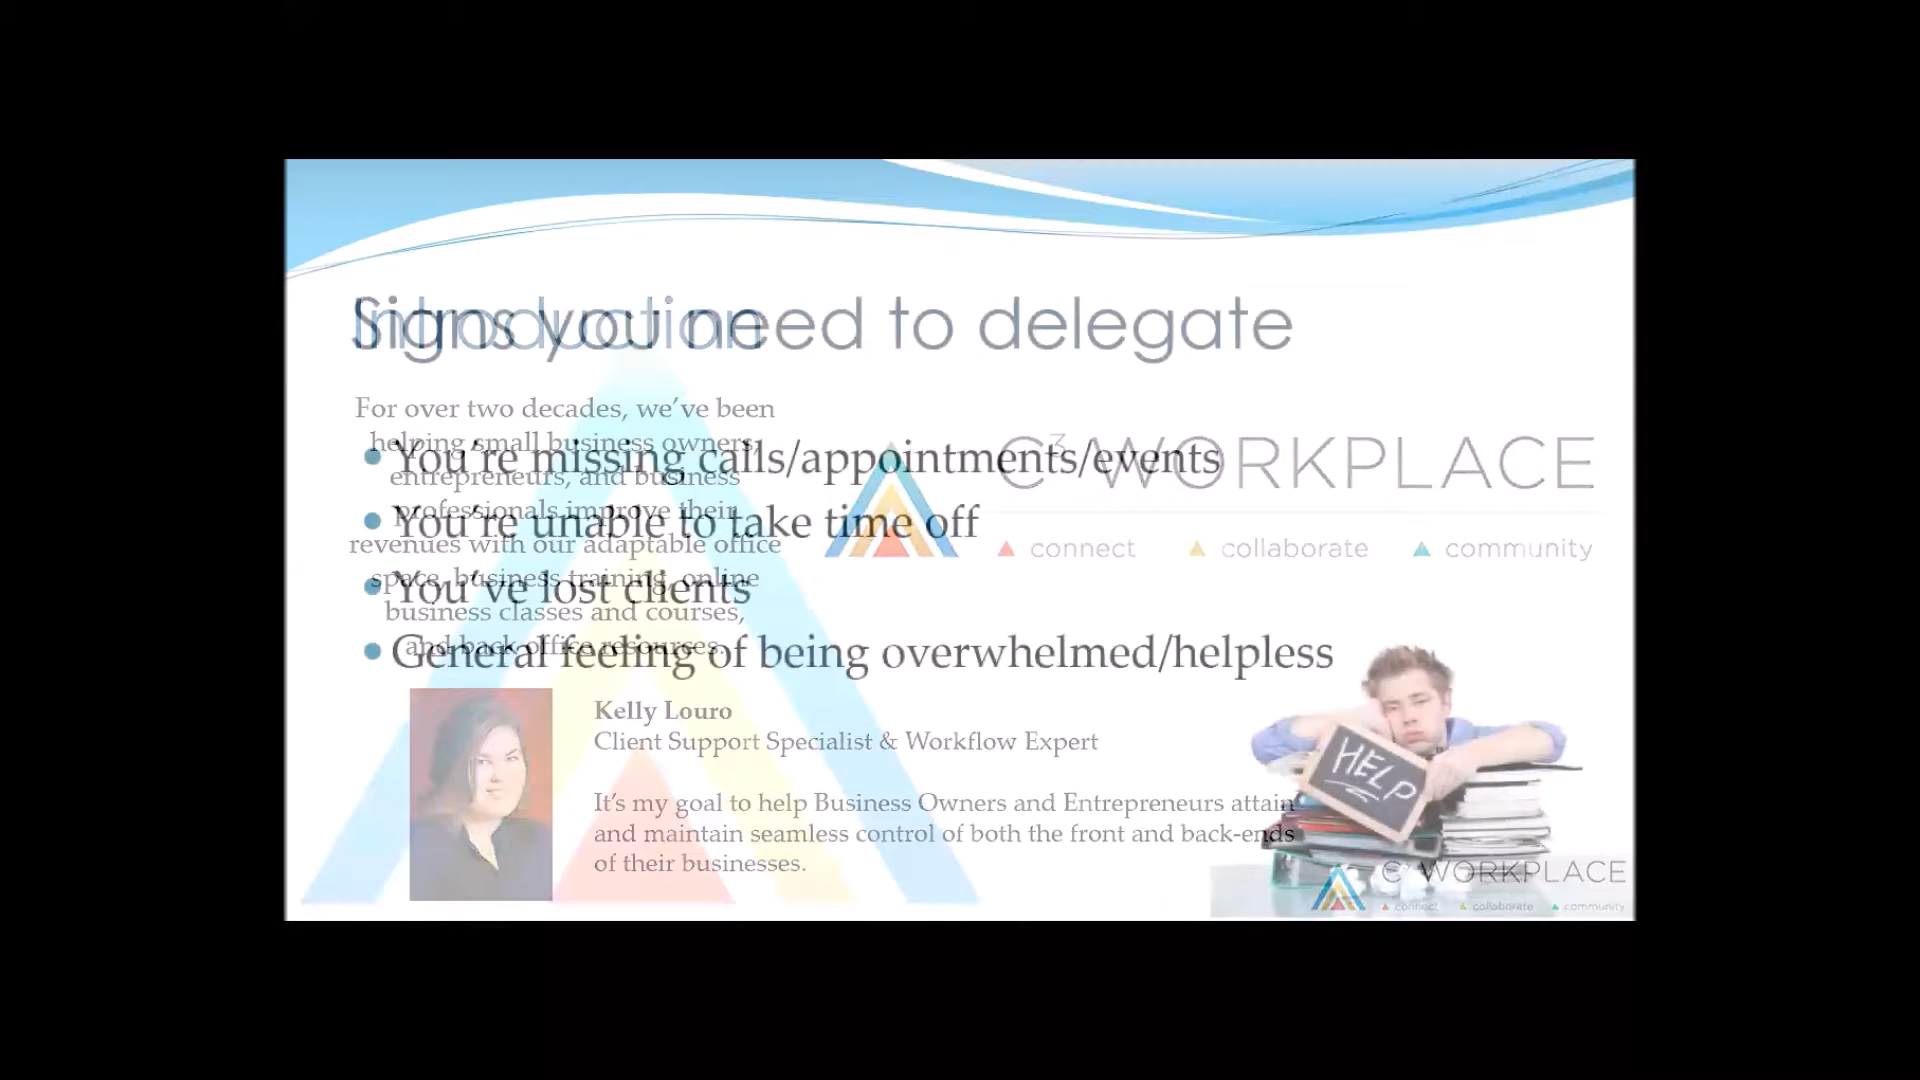 Introduction
Signs you need to delegate
For over two decades, we've been
helping small business owners,
entrepreneurs, and business
professionals improve their
revenues with our adaptable office
space, business training, online
business classes and courses,
and back office resources.
• You're missing calls/appointments/events
• You're unable to take time off
• You've lost clients
• General feeling of being overwhelmed/helpless
C³ WORKPLACE
connect collaborate community
Kelly Louro
Client Support Specialist & Workflow Expert
It's my goal to help Business Owners and Entrepreneurs attain
and maintain seamless control of both the front and back-ends
of their businesses.
HELP
C³ WORKPLACE
connect collaborate community